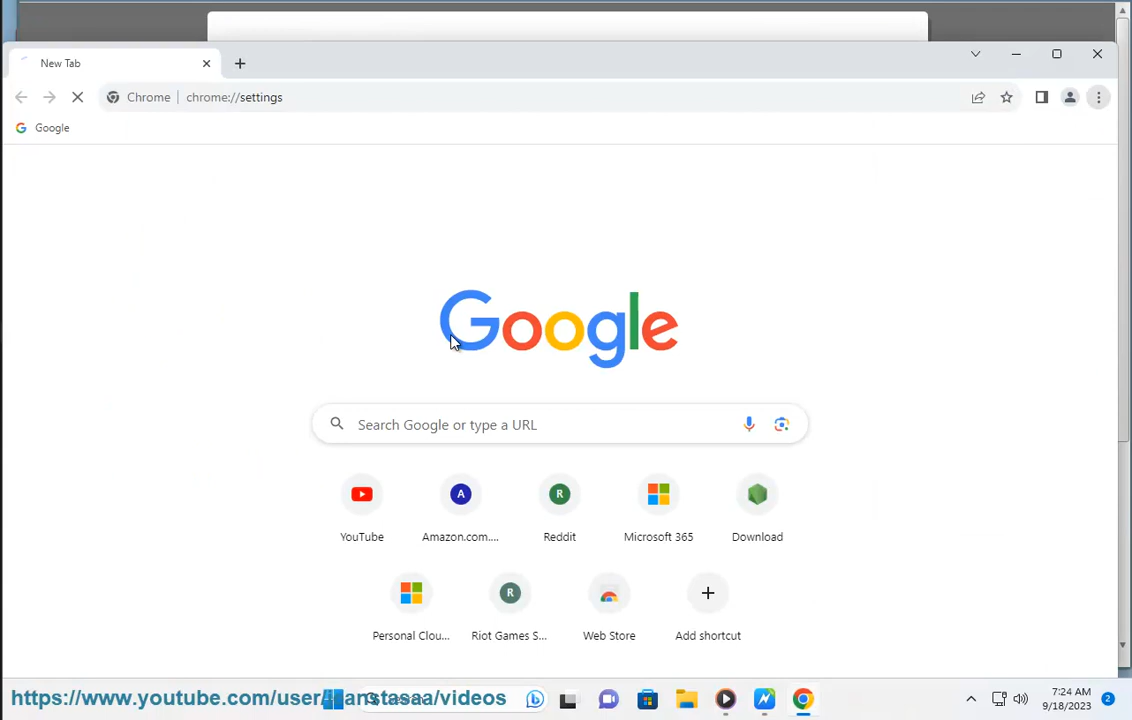 New Tab
Chrome
chrome://settings
Google
Google
Search Google or type a URL
A
R
YouTube
Amazon.com....
Reddit
Microsoft 365
Download
R
Personal Clou...
Riot Games S...
Web Store
Add shortcut
7:24 AM
9/18/2023
2